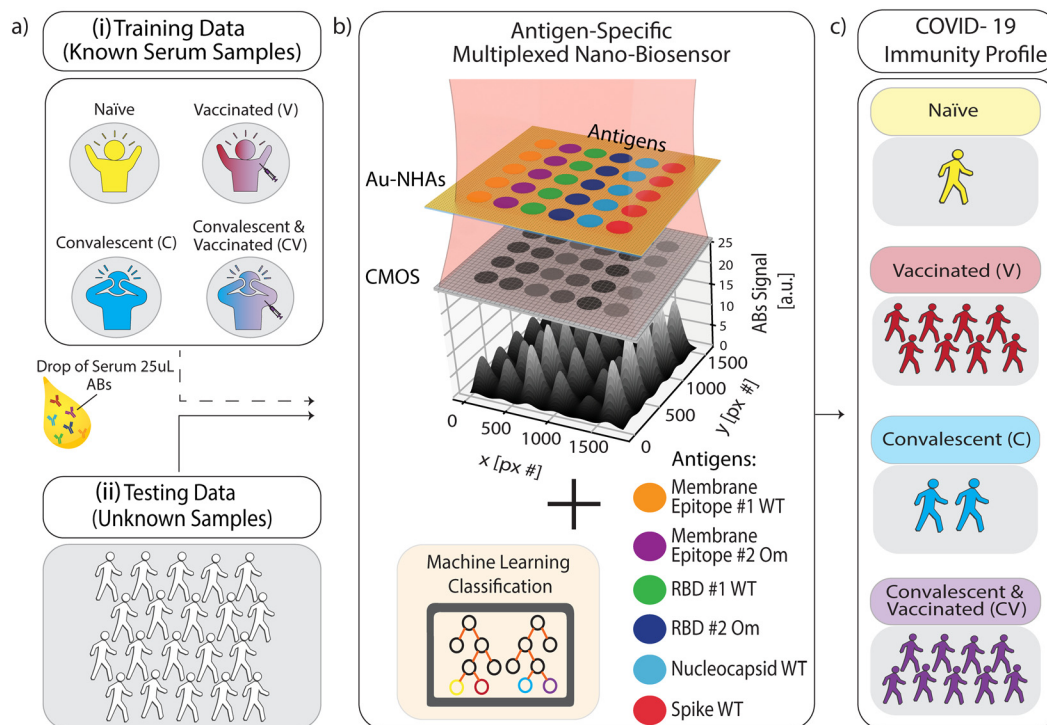 a)
(i) Training Data
(Known Serum Samples)
Naïve
Vaccinated (V)
Convalescent (C)
Convalescent &
Vaccinated (CV)
Drop of Serum 25uL
ABs
(ii) Testing Data
(Unknown Samples)
b)
Antigen-Specific
Multiplexed Nano-Biosensor
Antigens
Au-NHAs
CMOS
25
20
15
10
5
0
ABs Signal
[a.u.]
0
500
1000
1500
x [px #]
0
500
1000
1500
y [px #]
Machine Learning
Classification
Antigens:
Membrane
Epitope #1 WT
Membrane
Epitope #2 Om
RBD #1 WT
RBD #2 Om
Nucleocapsid WT
Spike WT
c)
COVID- 19
Immunity Profile
Naïve
Vaccinated (V)
Convalescent (C)
Convalescent &
Vaccinated (CV)